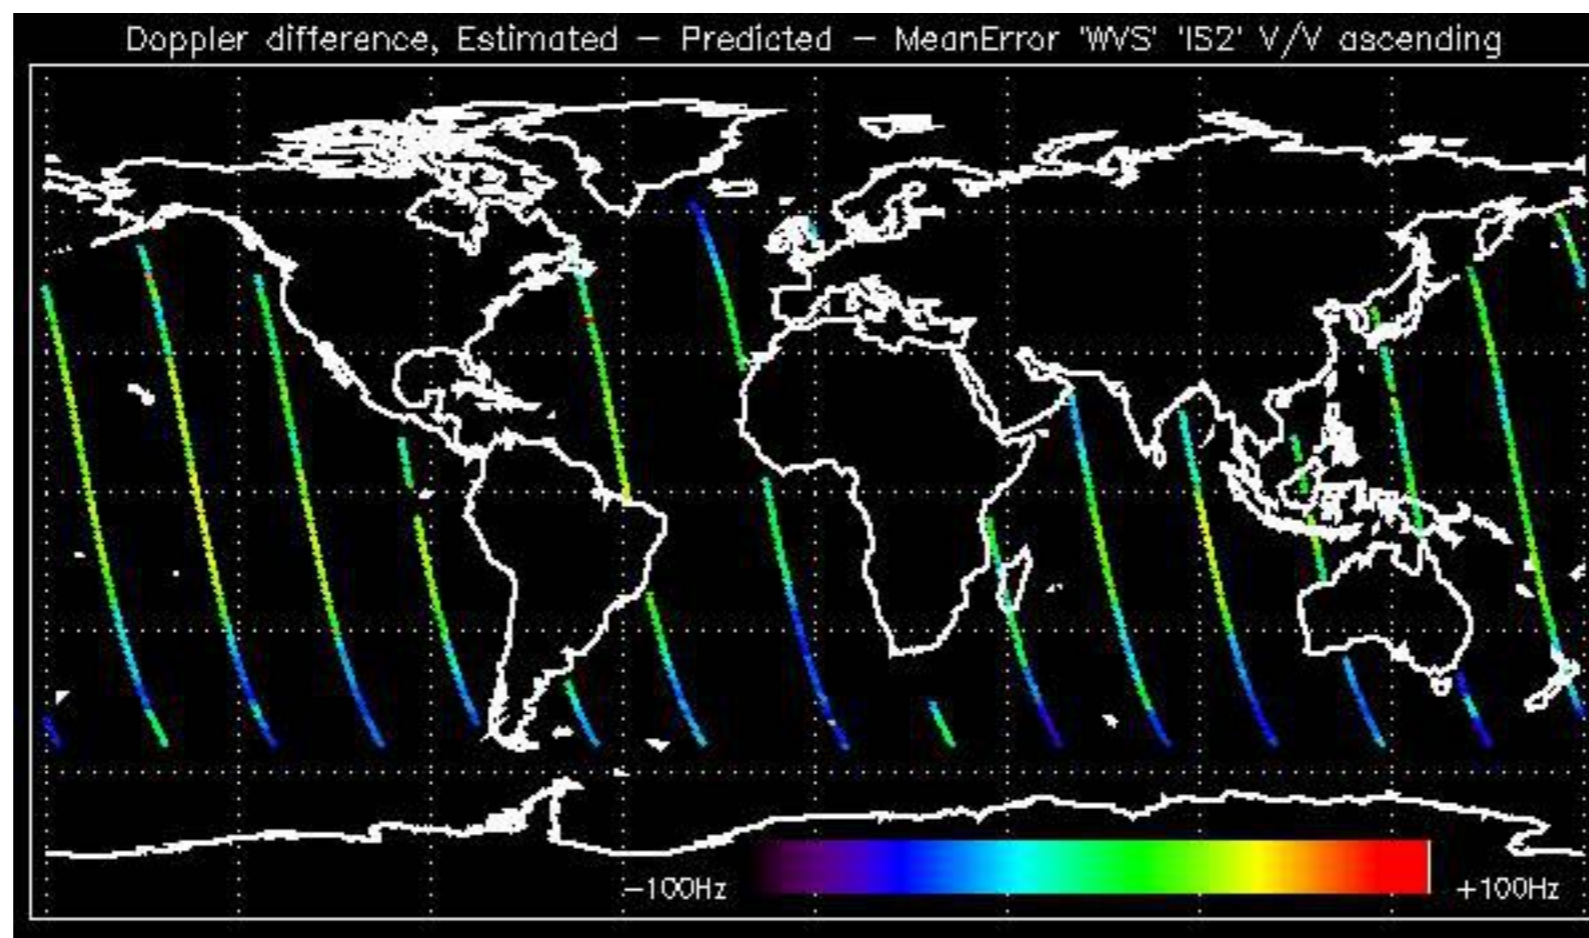 Doppler difference, Estimated - Predicted - MeanError 'WVS' 'IS2' V/V ascending
-100Hz
+100Hz